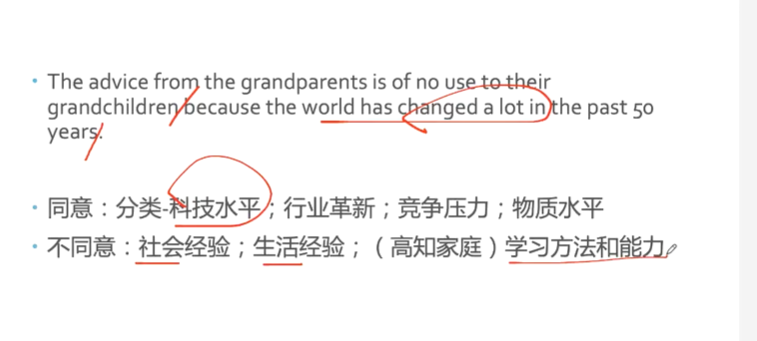 The advice from the grandparents is of no use to their
grandchildren because the world has changed a lot in the past 50
years.
同意：分类-科技水平；行业革新；竞争压力；物质水平
不同意：社会经验；生活经验；（高知家庭）学习方法和能力